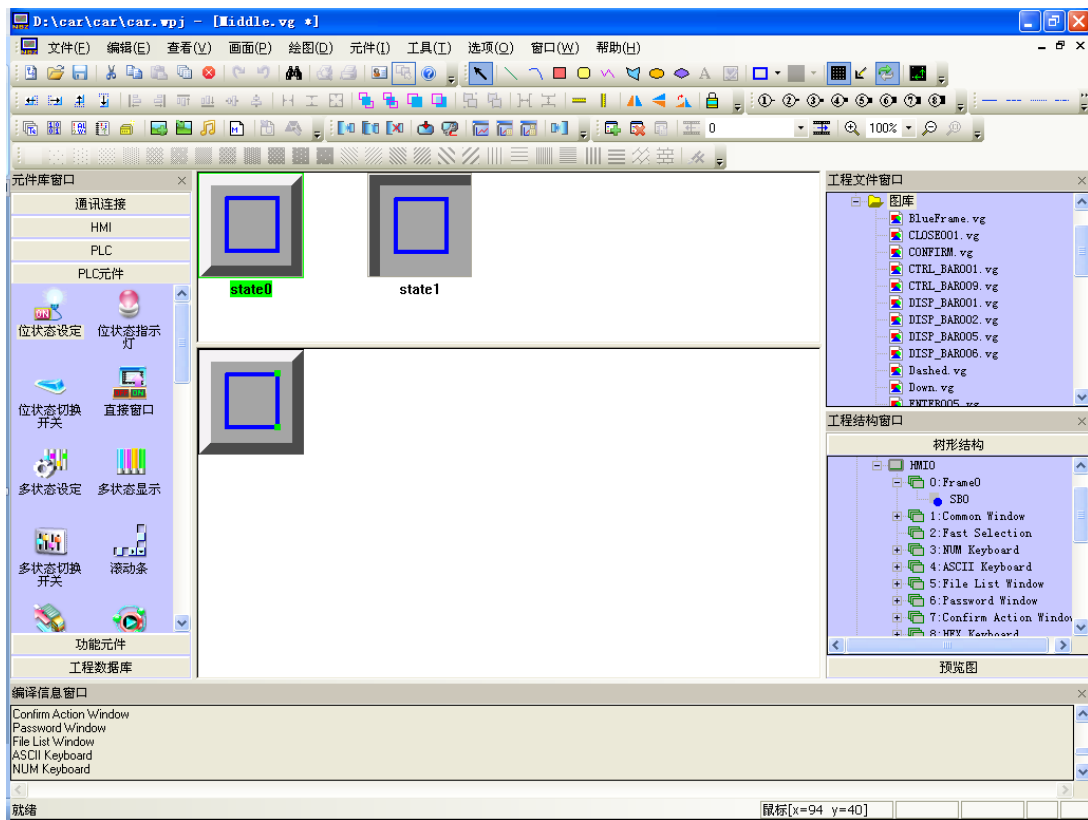 D:\car\car\car.wpj - [Middle.vg *]
文件(F) 编辑(E) 查看(V) 画面(P) 绘图(D) 元件(I) 工具(T) 选项(O) 窗口(W) 帮助(H)
0 100%
元件库窗口
通讯连接
HMI
PLC
PLC元件
位状态设定
位状态指示灯
位状态切换开关
直接窗口
多状态设定
多状态显示
多状态切换开关
滚动条
功能元件
工程数据库
state0
state1
工程文件窗口
图库
BlueFrame.vg
CLOSE001.vg
CONFIRM.vg
CTRL_BAR001.vg
CTRL_BAR009.vg
DISP_BAR001.vg
DISP_BAR002.vg
DISP_BAR005.vg
DISP_BAR006.vg
Dashed.vg
Down.vg
ENTER005.vg
工程结构窗口
树形结构
HMI0
0:Frame0
SB0
1:Common Window
2:Fast Selection
3:NUM Keyboard
4:ASCII Keyboard
5:File List Window
6:Password Window
7:Confirm Action Window
8:HEX Keyboard
预览图
编译信息窗口
Confirm Action Window
Password Window
File List Window
ASCII Keyboard
NUM Keyboard
就绪
鼠标[x=94 y=40]